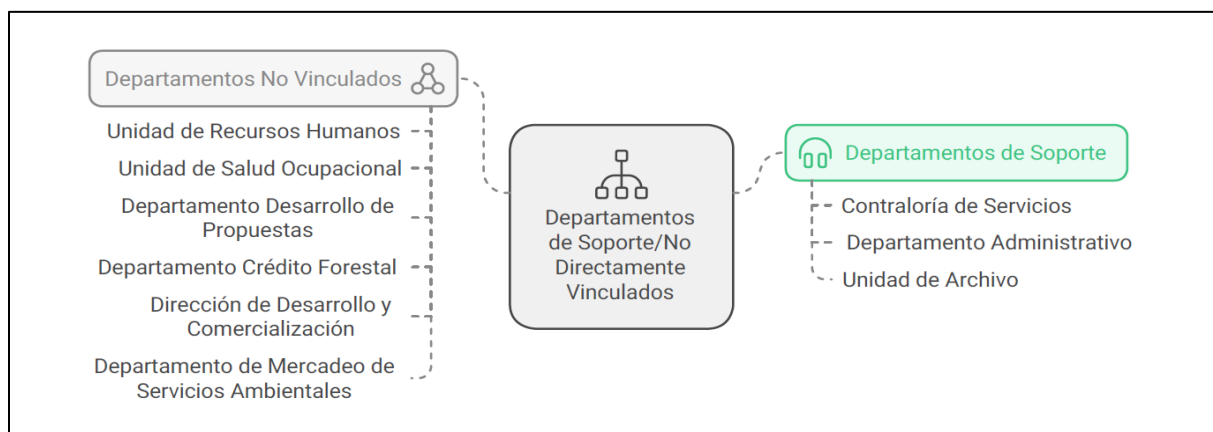 Departamentos No Vinculados
Unidad de Recursos Humanos
Unidad de Salud Ocupacional
Departamento Desarrollo de
Propuestas
Departamento Crédito Forestal
Dirección de Desarrollo y
Comercialización
Departamento de Mercadeo de
Servicios Ambientales
Departamentos
de Soporte/No
Directamente
Vinculados
Departamentos de Soporte
Contraloría de Servicios
Departamento Administrativo
Unidad de Archivo